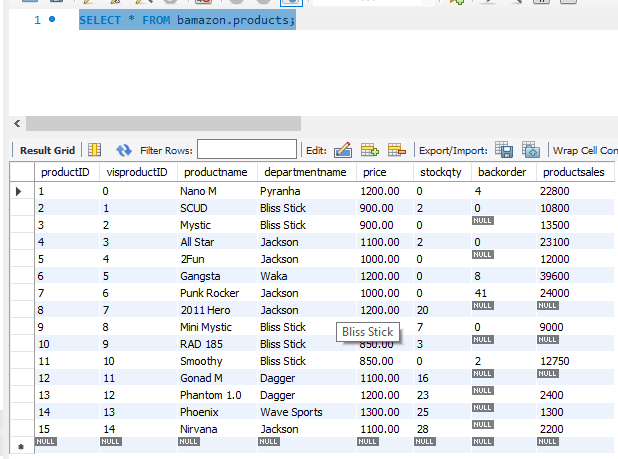 1 SELECT * FROM bamazon.products;
Result Grid Filter Rows: Edit: Export/Import: Wrap Cell Con
productID visproductID productname departmentname price stockqty backorder productsales
1 0 Nano M Pyranha 1200.00 0 4 22800
2 1 SCUD Bliss Stick 900.00 2 0 10800
3 2 Mystic Bliss Stick 900.00 0 NULL 13500
4 3 All Star Jackson 1100.00 2 0 23100
5 4 2Fun Jackson 1000.00 0 NULL 12000
6 5 Gangsta Waka 1200.00 0 8 39600
7 6 Punk Rocker Jackson 1000.00 0 41 24000
8 7 2011 Hero Jackson 1200.00 20 NULL NULL
9 8 Mini Mystic Bliss Stick 7 0 9000
Bliss Stick
10 9 RAD 185 Bliss Stick 850.00 3 NULL NULL
11 10 Smoothy Bliss Stick 850.00 0 2 12750
12 11 Gonad M Dagger 1100.00 16 NULL NULL
13 12 Phantom 1.0 Dagger 1200.00 23 NULL 2400
14 13 Phoenix Wave Sports 1300.00 25 NULL 1300
15 14 Nirvana Jackson 1100.00 28 NULL 2200
NULL NULL NULL NULL NULL NULL NULL NULL